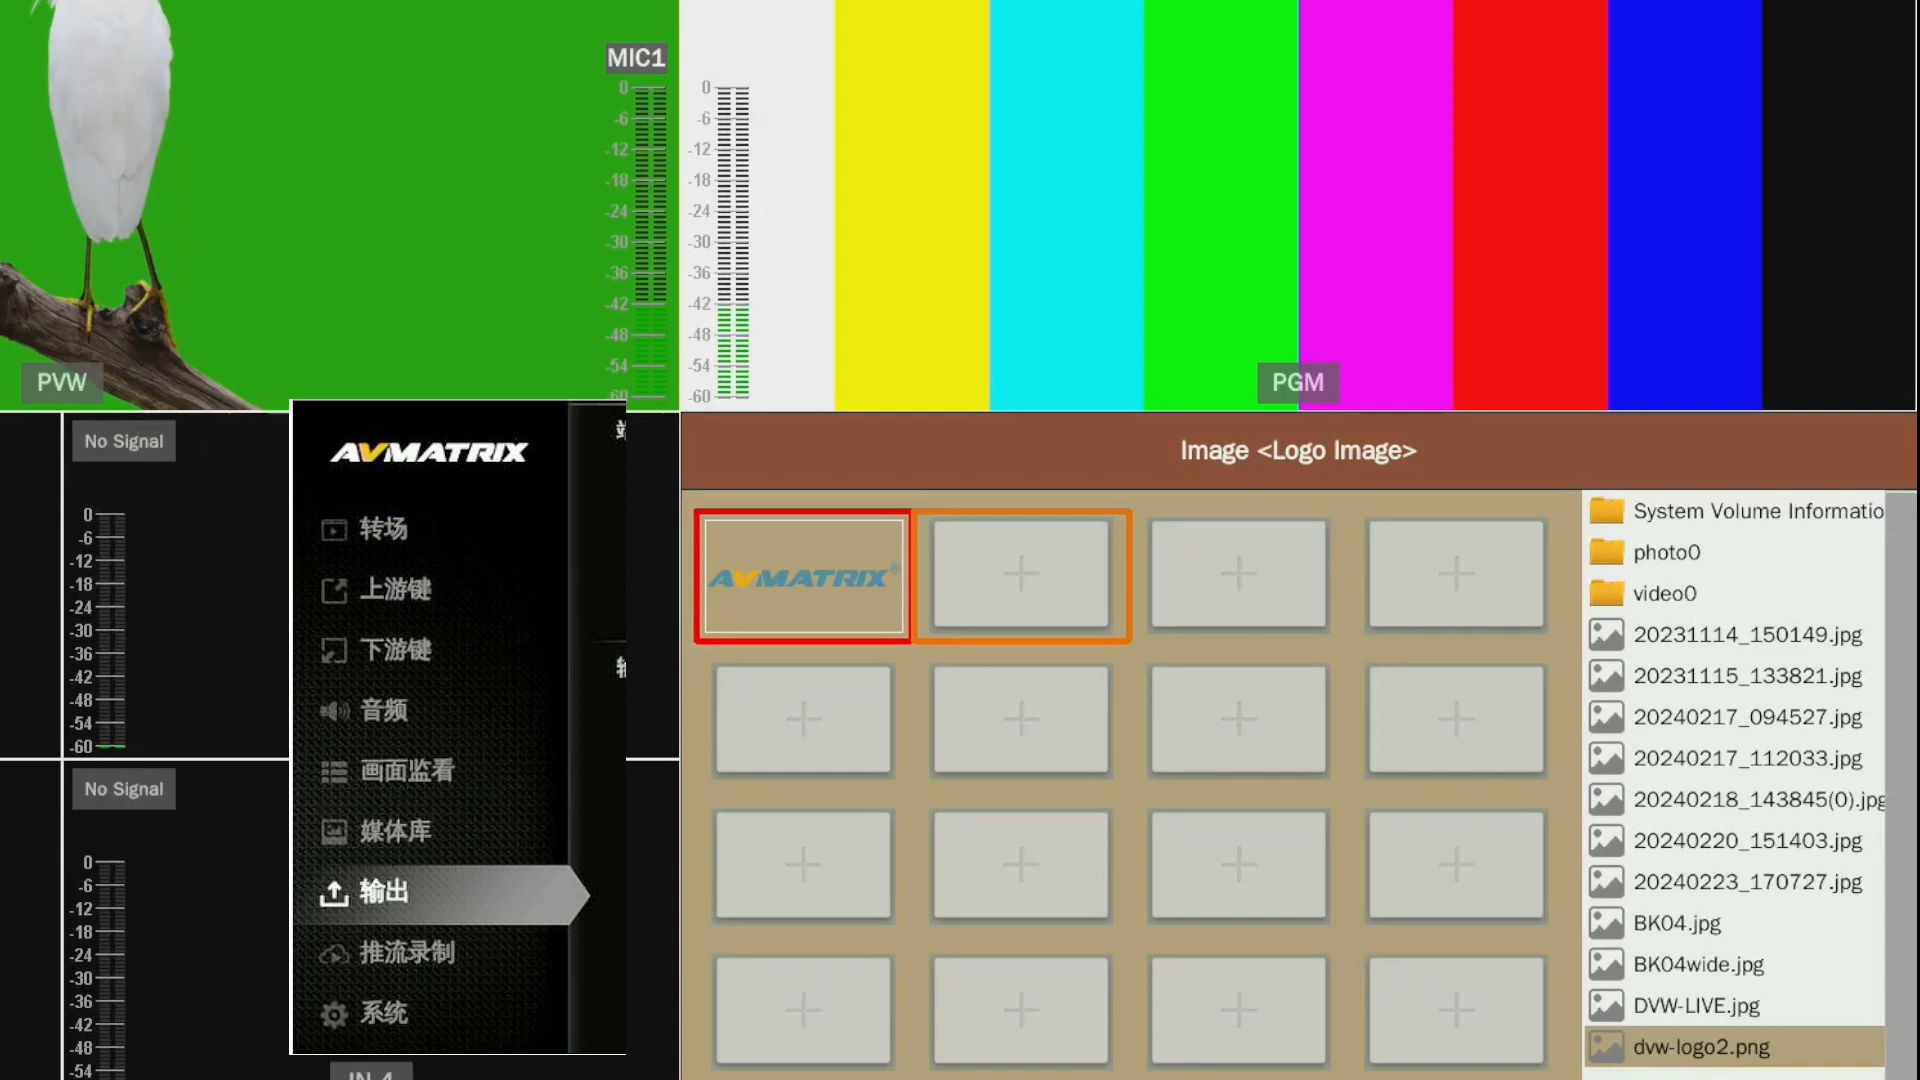 MIC1
0
-6
-12
-18
-24
-30
-36
-42
-48
-54
-60
0
-6
-12
-18
-24
-30
-36
-42
-48
-54
-60
PVW
PGM
No Signal
0
-6
-12
-18
-24
-30
-36
-42
-48
-54
-60
No Signal
0
-6
-12
-18
-24
-30
-36
-42
-48
-54
AVMATRIX
转场
上游键
下游键
音频
画面监看
媒体库
输出
推流录制
系统
Image <Logo Image>
AVMATRIX®
System Volume Informatio
photo0
video0
20231114_150149.jpg
20231115_133821.jpg
20240217_094527.jpg
20240217_112033.jpg
20240218_143845(0).jpg
20240220_151403.jpg
20240223_170727.jpg
BK04.jpg
BK04wide.jpg
DVW-LIVE.jpg
dvw-logo2.png